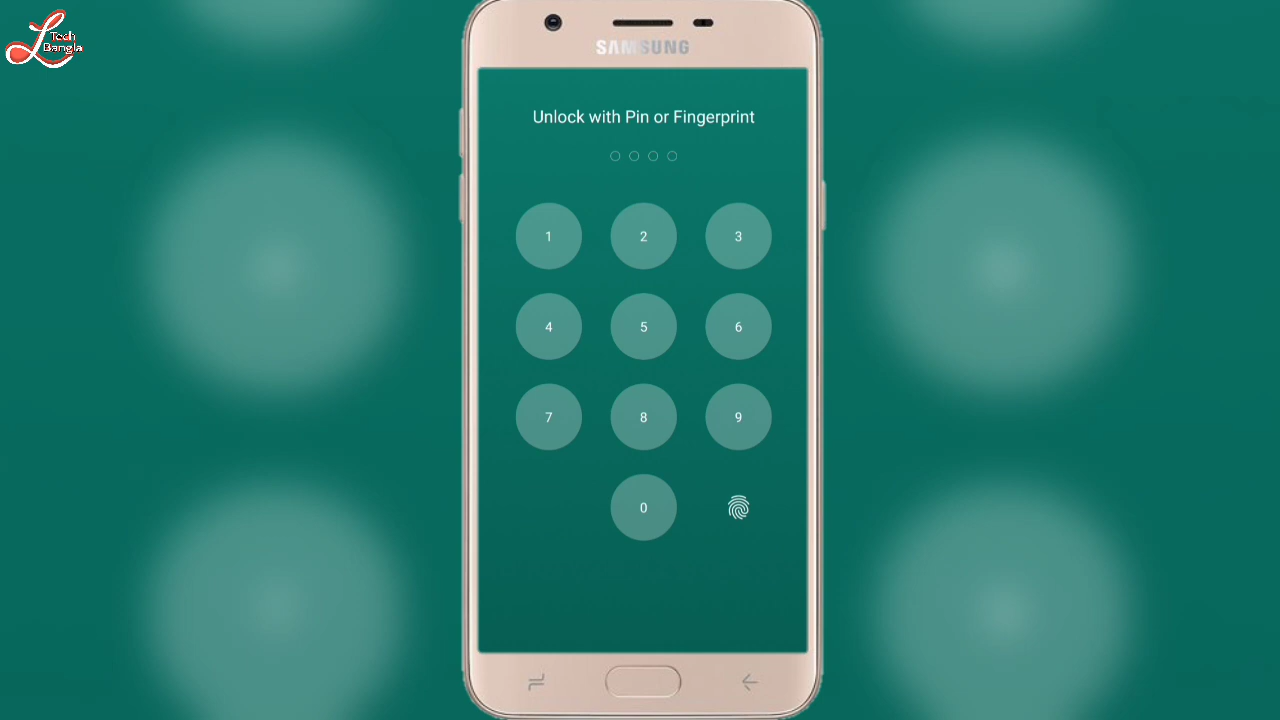 L Tech
Bangla
SAMSUNG
Unlock with Pin or Fingerprint
1 2 3
4 5 6
7 8 9
0